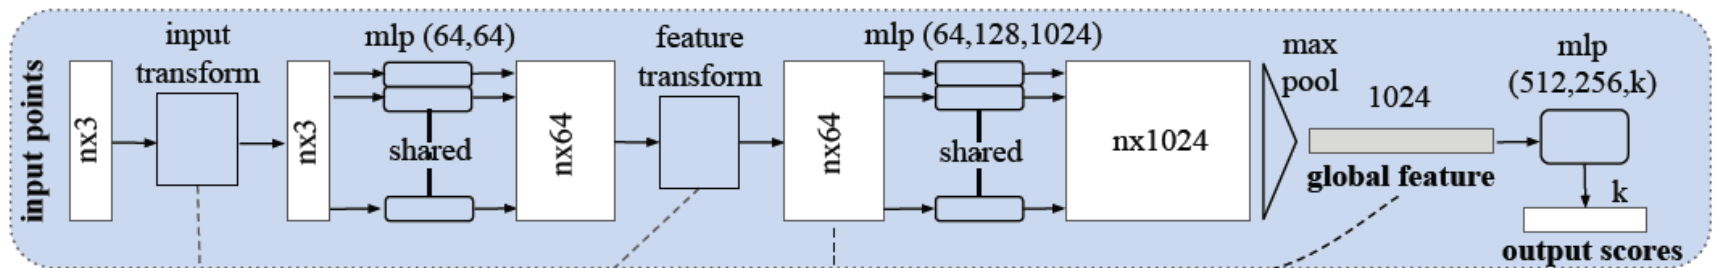 input points
nx3
input
transform
nx3
mlp (64,64)
shared
nx64
feature
transform
nx64
mlp (64,128,1024)
shared
nx1024
max
pool
1024
global feature
mlp
(512,256,k)
k
output scores